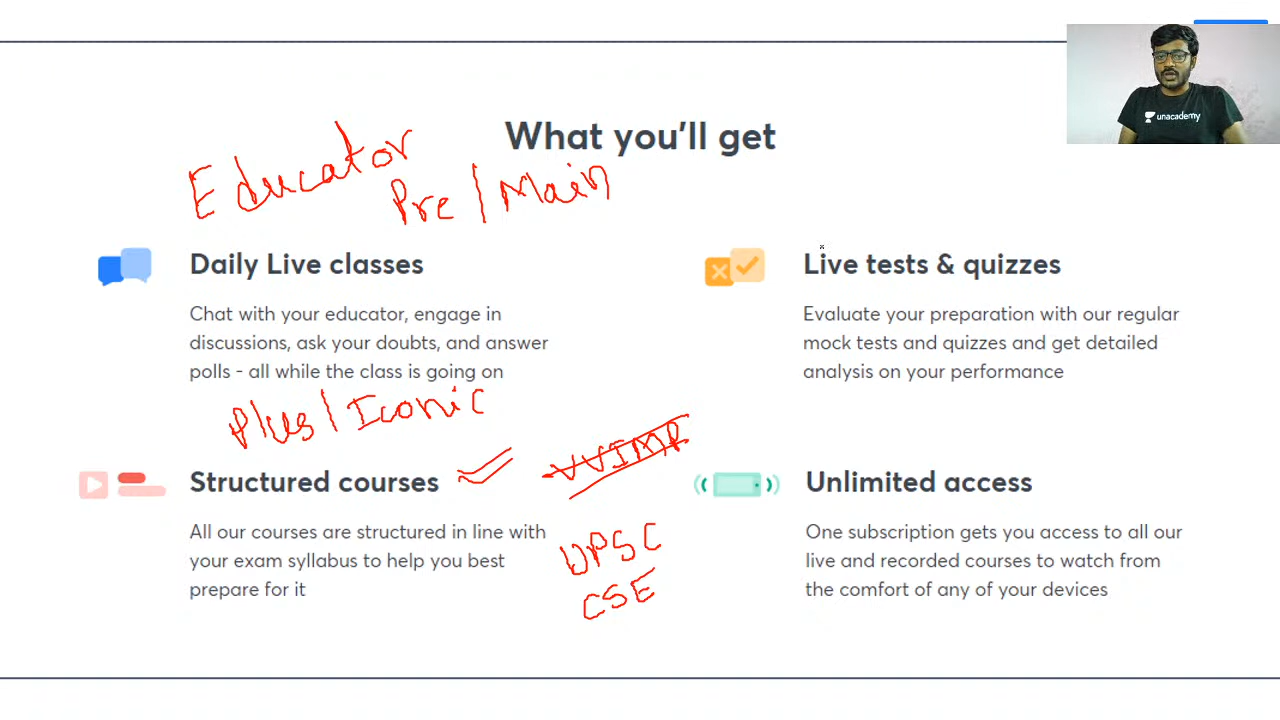 unacademy
What you'll get
Educator
Pre / Main
Daily Live classes
Chat with your educator, engage in
discussions, ask your doubts, and answer
polls - all while the class is going on
Plus / Iconic
Live tests & quizzes
Evaluate your preparation with our regular
mock tests and quizzes and get detailed
analysis on your performance
Structured courses
VVIMP
All our courses are structured in line with
your exam syllabus to help you best
prepare for it
UPSC
CSE
Unlimited access
One subscription gets you access to all our
live and recorded courses to watch from
the comfort of any of your devices